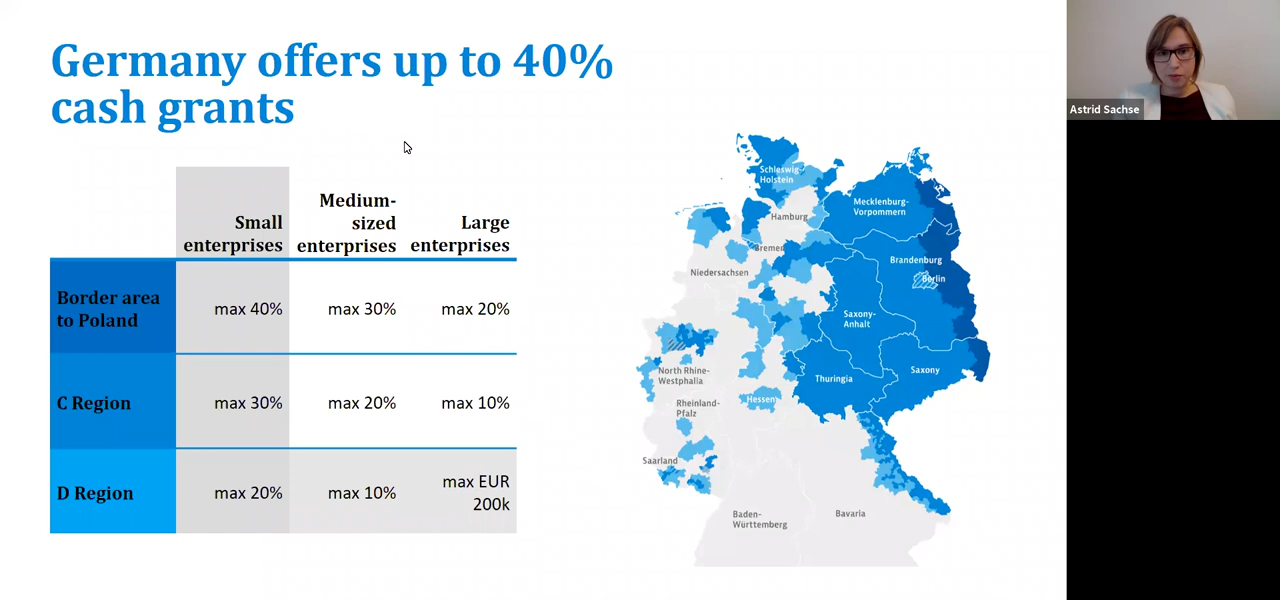 Germany offers up to 40%
cash grants
Astrid Sachse
Small
enterprises
Medium-
sized
enterprises
Large
enterprises
Border area
to Poland
max 40%
max 30%
max 20%
C Region
max 30%
max 20%
max 10%
D Region
max 20%
max 10%
max EUR
200k
Schleswig-
Holstein
Mecklenburg-
Vorpommern
Hamburg
Bremen
Brandenburg
Niedersachsen
Berlin
Saxony-
Anhalt
North Rhine-
Westphalia
Thuringia
Saxony
Hessen
Rheinland-
Pfalz
Saarland
Baden-
Württemberg
Bavaria